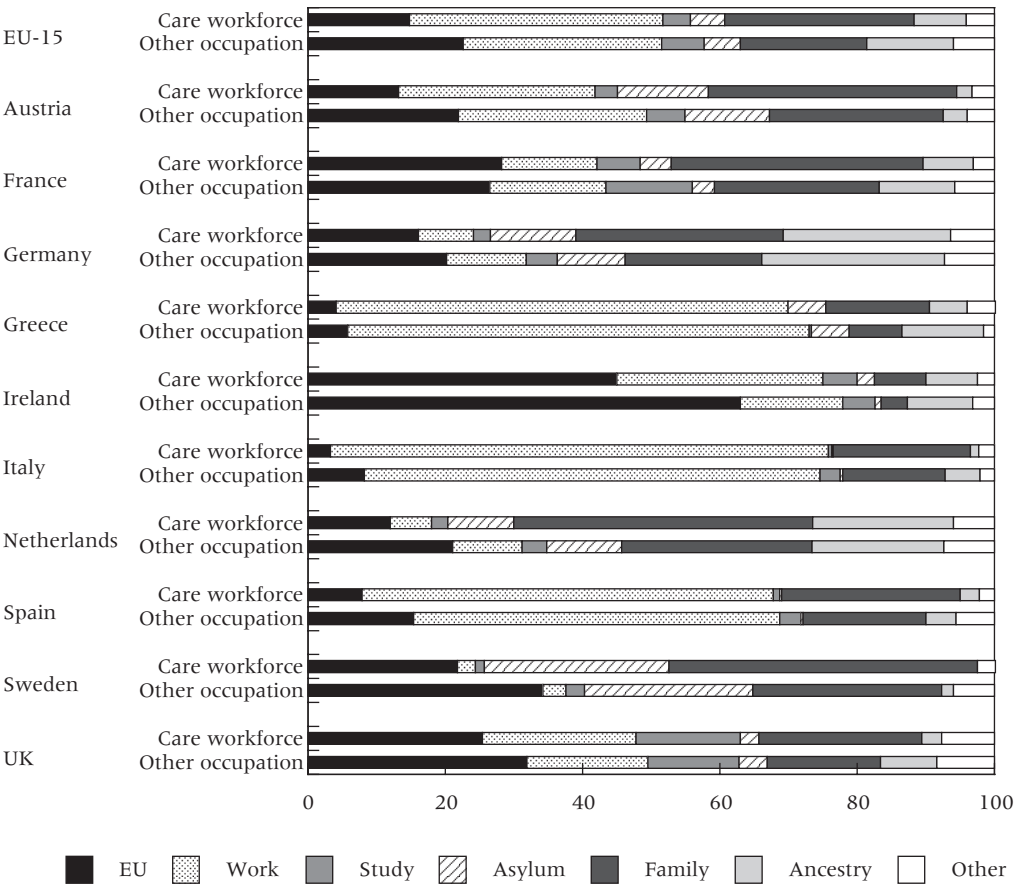 Care workforce
EU-15
Other occupation
Care workforce
Austria
Other occupation
Care workforce
France
Other occupation
Care workforce
Germany
Other occupation
Care workforce
Greece
Other occupation
Care workforce
Ireland
Other occupation
Care workforce
Italy
Other occupation
Care workforce
Netherlands
Other occupation
Care workforce
Spain
Other occupation
Care workforce
Sweden
Other occupation
Care workforce
UK
Other occupation
0 20 40 60 80 100
EU Work Study Asylum Family Ancestry Other